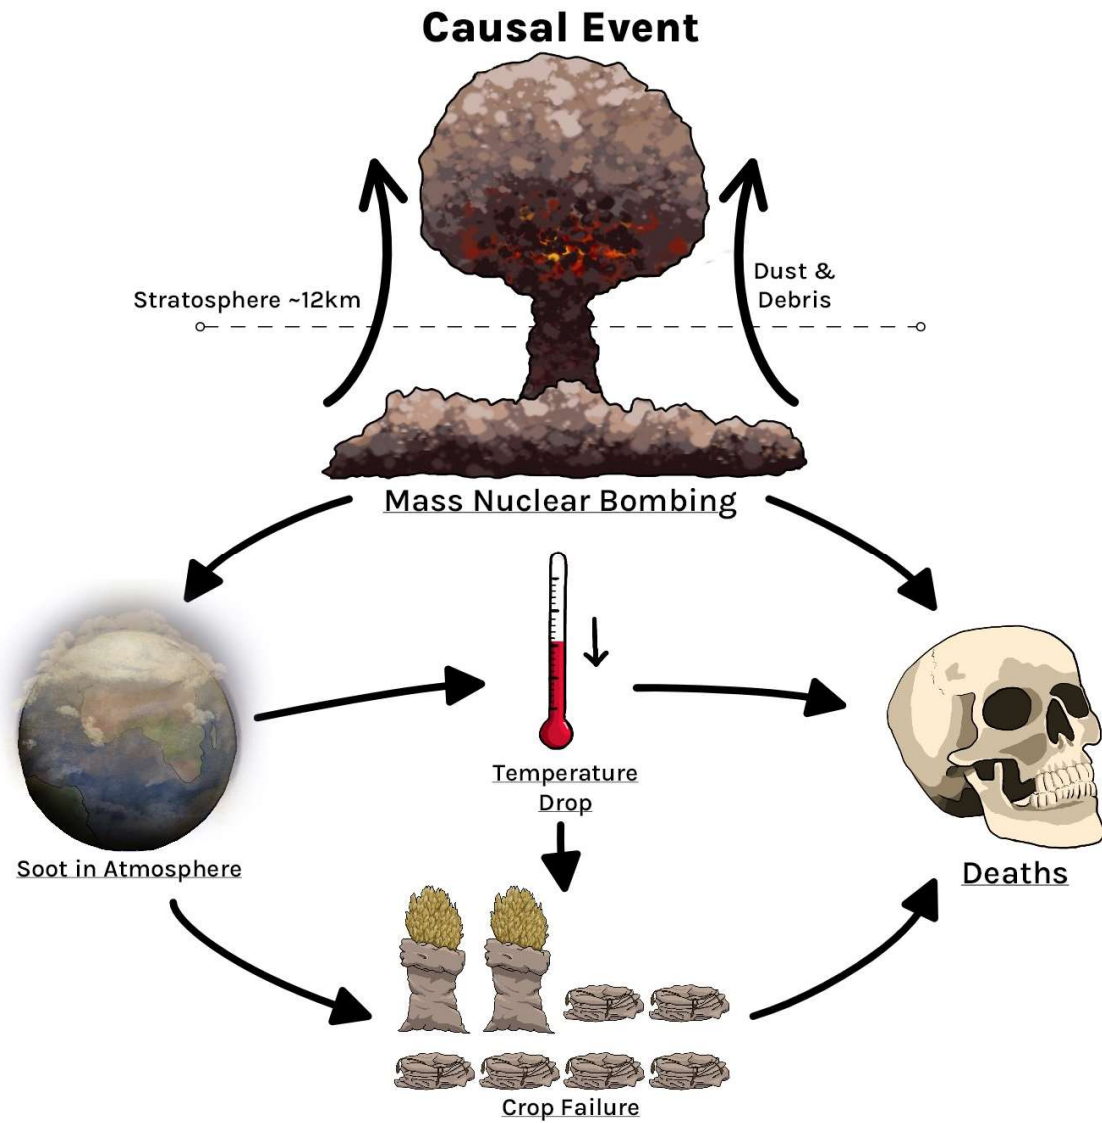 Causal Event
Stratosphere ~12km
Dust &
Debris
Mass Nuclear Bombing
Temperature
Drop
Soot in Atmosphere
Deaths
Crop Failure